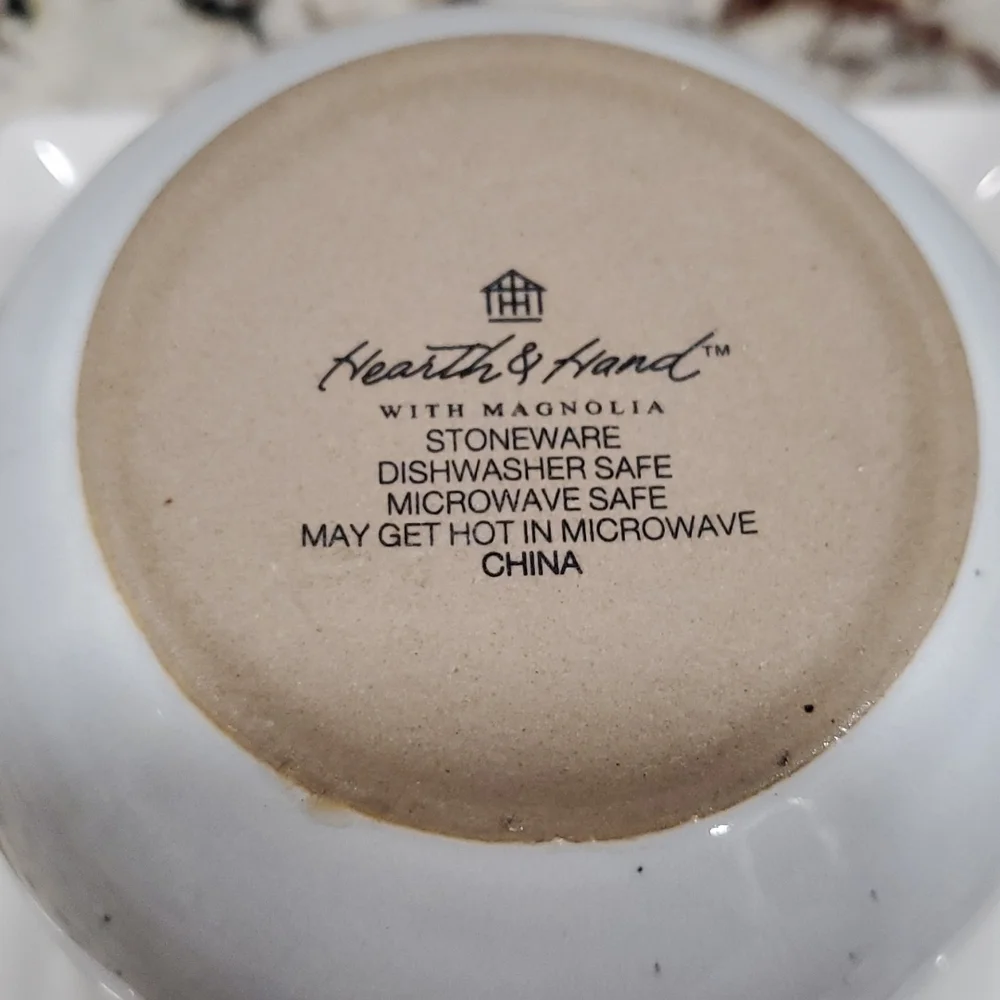 Hearth & Hand™
WITH MAGNOLIA
STONEWARE
DISHWASHER SAFE
MICROWAVE SAFE
MAY GET HOT IN MICROWAVE
CHINA